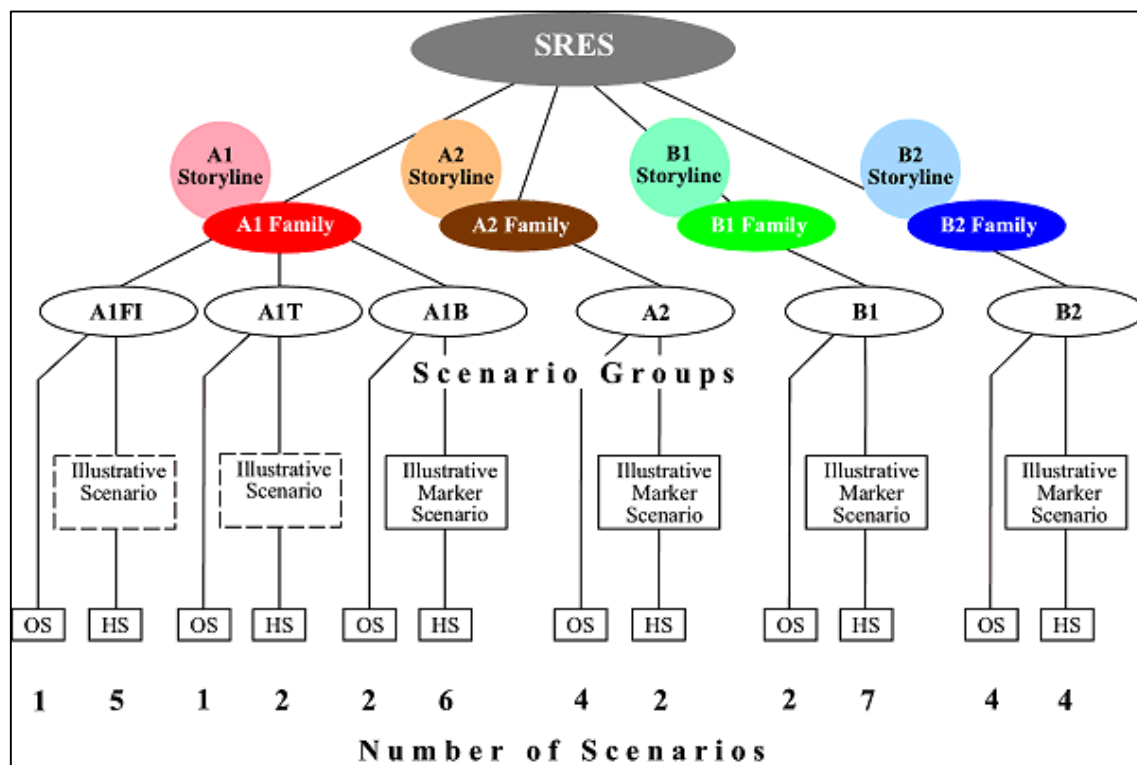 SRES
A1
Storyline
A2
Storyline
B1
Storyline
B2
Storyline
A1 Family
A2 Family
B1 Family
B2 Family
A1FI
A1T
A1B
A2
B1
B2
Scenario Groups
Illustrative
Scenario
Illustrative
Scenario
Illustrative
Marker
Scenario
Illustrative
Marker
Scenario
Illustrative
Marker
Scenario
Illustrative
Marker
Scenario
OS HS OS HS OS HS OS HS OS HS OS HS
1 5 1 2 2 6 4 2 2 7 4 4
Number of Scenarios